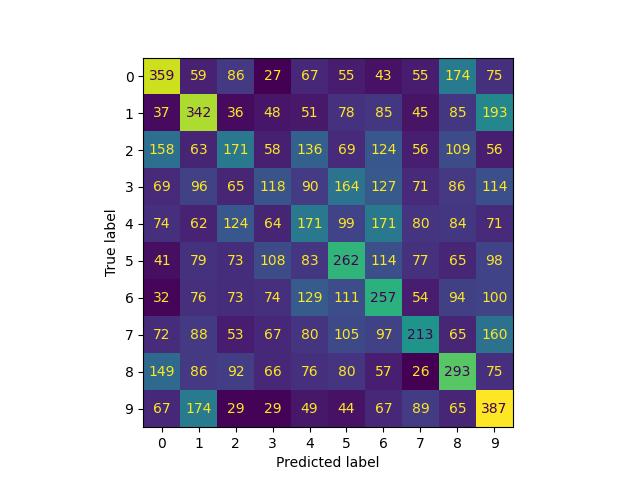 0 359 59 86 27 67 55 43 55 174 75
1 37 342 36 48 51 78 85 45 85 193
2 158 63 171 58 136 69 124 56 109 56
3 69 96 65 118 90 164 127 71 86 114
4 74 62 124 64 171 99 171 80 84 71
True label
5 41 79 73 108 83 262 114 77 65 98
6 32 76 73 74 129 111 257 54 94 100
7 72 88 53 67 80 105 97 213 65 160
8 149 86 92 66 76 80 57 26 293 75
9 67 174 29 29 49 44 67 89 65 387
0 1 2 3 4 5 6 7 8 9
Predicted label